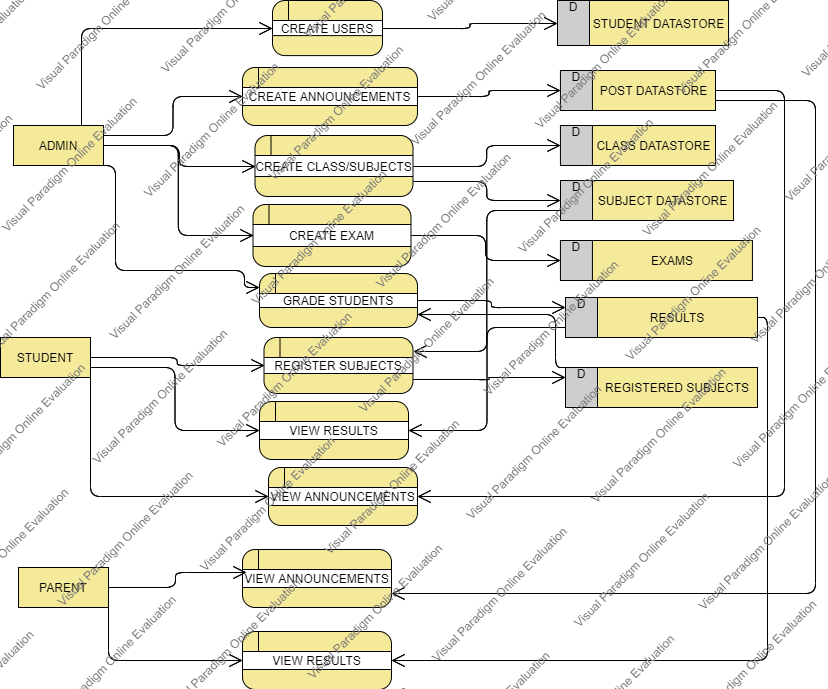 CREATE USERS
D
STUDENT DATASTORE
CREATE ANNOUNCEMENTS
D
POST DATASTORE
ADMIN
CREATE CLASS/SUBJECTS
D
CLASS DATASTORE
D
SUBJECT DATASTORE
CREATE EXAM
D
EXAMS
GRADE STUDENTS
D
RESULTS
STUDENT
REGISTER SUBJECTS
D
REGISTERED SUBJECTS
VIEW RESULTS
VIEW ANNOUNCEMENTS
PARENT
VIEW ANNOUNCEMENTS
VIEW RESULTS
Visual Paradigm Online Evaluation